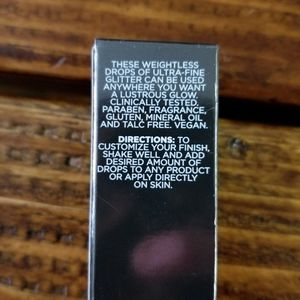 THESE WEIGHTLESS
DROPS OF ULTRA-FINE
GLITTER CAN BE USED
ANYWHERE YOU WANT
A LUSTROUS GLOW.
CLINICALLY TESTED.
PARABEN, FRAGRANCE,
GLUTEN, MINERAL OIL
AND TALC FREE. VEGAN.
DIRECTIONS: TO
CUSTOMIZE YOUR FINISH,
SHAKE WELL AND ADD
DESIRED AMOUNT OF
DROPS TO ANY PRODUCT
OR APPLY DIRECTLY
ON SKIN.